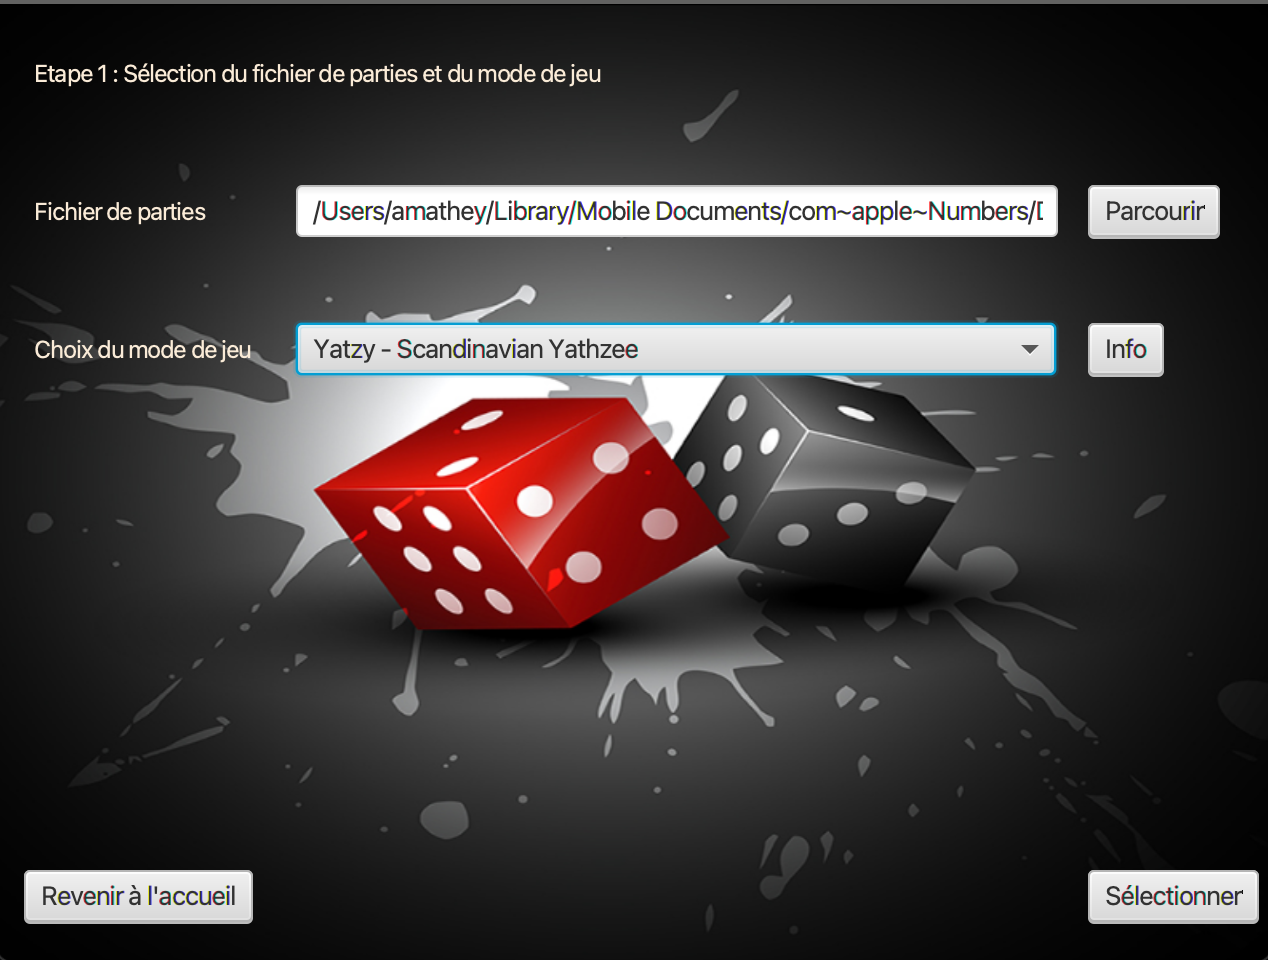 Etape 1 : Sélection du fichier de parties et du mode de jeu
Fichier de parties
/Users/amathey/Library/Mobile Documents/com~apple~Numbers/D
Parcourir
Choix du mode de jeu
Yatzy - Scandinavian Yathzee
Info
Revenir à l'accueil
Sélectionner